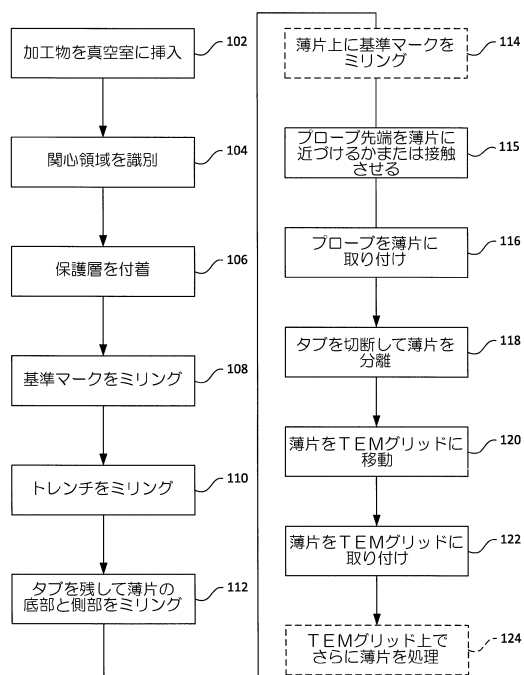 加工物を真空室に挿入
102
関心領域を識別
104
保護層を付着
106
基準マークをミリング
108
トレンチをミリング
110
タブを残して薄片の
底部と側部をミリング
112
薄片上に基準マークを
ミリング
114
プローブ先端を薄片に
近づけるかまたは接触
させる
115
プローブを薄片に
取り付け
116
タブを切断して薄片を
分離
118
薄片をTEMグリッドに
移動
120
薄片をTEMグリッドに
取り付け
122
TEMグリッド上で
さらに薄片を処理
124